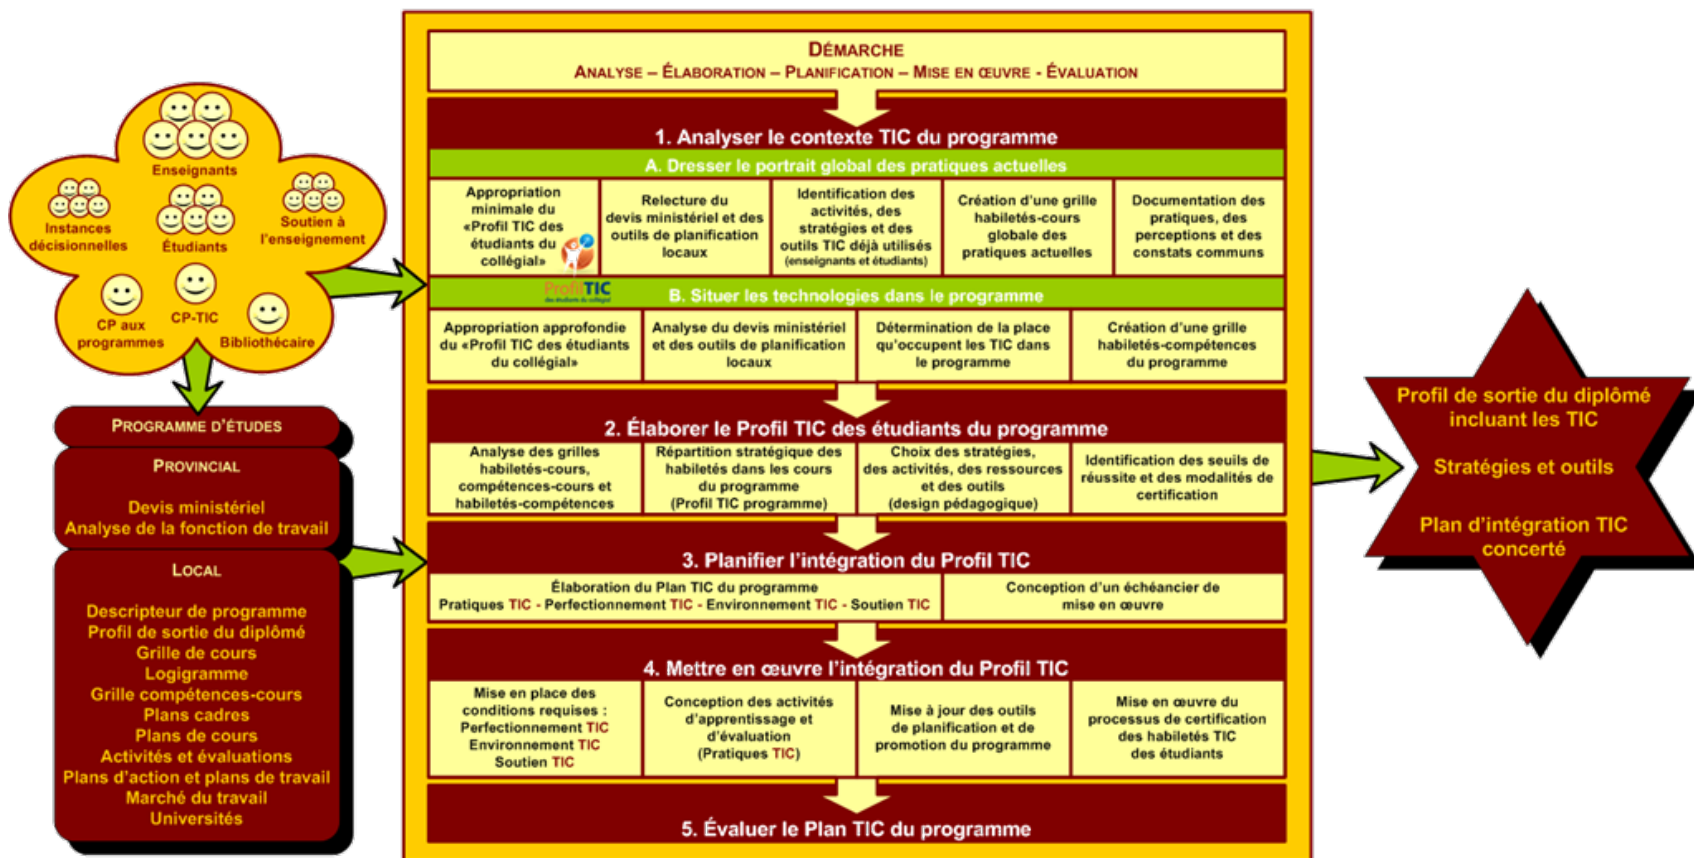 Enseignants
Instances
décisionnelles
Étudiants
Soutien à
l'enseignement
CP aux
programmes
CP-TIC
Bibliothécaire
PROGRAMME D'ÉTUDES
PROVINCIAL
Devis ministériel
Analyse de la fonction de travail
LOCAL
Descripteur de programme
Profil de sortie du diplômé
Grille de cours
Logigramme
Grille compétences-cours
Plans cadres
Plans de cours
Activités et évaluations
Plans d'action et plans de travail
Marché du travail
Universités
DÉMARCHE
ANALYSE – ÉLABORATION – PLANIFICATION – MISE EN ŒUVRE - ÉVALUATION
1. Analyser le contexte TIC du programme
A. Dresser le portrait global des pratiques actuelles
Appropriation
minimale du
«Profil TIC des
étudiants du
collégial»
ProfilTIC
des étudiants du collégial
Relecture du
devis ministériel et des
outils de planification
locaux
Identification des
activités, des
stratégies et des
outils TIC déjà utilisés
(enseignants et étudiants)
Création d'une grille
habiletés-cours
globale des
pratiques actuelles
Documentation des
pratiques, des
perceptions et des
constats communs
B. Situer les technologies dans le programme
Appropriation approfondie
du «Profil TIC des étudiants
du collégial»
Analyse du devis ministériel
et des outils de planification
locaux
Détermination de la place
qu'occupent les TIC dans
le programme
Création d'une grille
habiletés-compétences
du programme
2. Élaborer le Profil TIC des étudiants du programme
Analyse des grilles
habiletés-cours,
compétences-cours et
habiletés-compétences
Répartition stratégique des
habiletés dans les cours
du programme
(Profil TIC programme)
Choix des stratégies,
des activités, des ressources
et des outils
(design pédagogique)
Identification des seuils de
réussite et des modalités de
certification
3. Planifier l'intégration du Profil TIC
Élaboration du Plan TIC du programme
Pratiques TIC - Perfectionnement TIC - Environnement TIC - Soutien TIC
Conception d'un échéancier de
mise en œuvre
4. Mettre en œuvre l'intégration du Profil TIC
Mise en place des
conditions requises :
Perfectionnement TIC
Environnement TIC
Soutien TIC
Conception des activités
d'apprentissage et
d'évaluation
(Pratiques TIC)
Mise à jour des outils
de planification et de
promotion du programme
Mise en œuvre du
processus de certification
des habiletés TIC
des étudiants
5. Évaluer le Plan TIC du programme
Profil de sortie du diplômé
incluant les TIC
Stratégies et outils
Plan d'intégration TIC
concerté